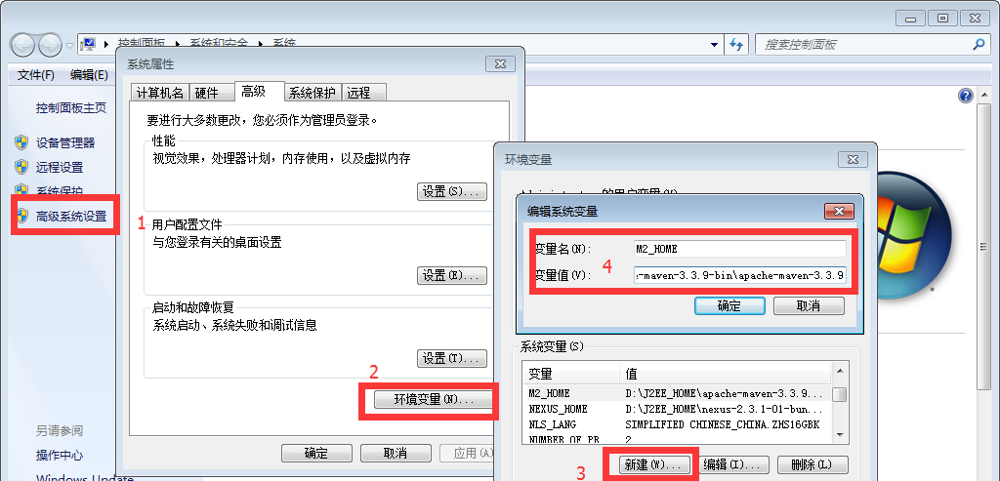 控制面板 系统和安全 系统
搜索控制面板
文件(F) 编辑(E)
控制面板主页
设备管理器
远程设置
系统保护
高级系统设置
另请参阅
操作中心
Windows Update
系统属性
计算机名 硬件 高级 系统保护 远程
要进行大多数更改，您必须作为管理员登录。
性能
视觉效果，处理器计划，内存使用，以及虚拟内存
设置(S)...
1
用户配置文件
与您登录有关的桌面设置
设置(E)...
启动和故障恢复
系统启动、系统失败和调试信息
设置(T)...
2
环境变量(N)...
确定 取消 应用(A)
环境变量
的用户变量(U)
编辑系统变量
变量名(N): M2_HOME
4
变量值(V): -maven-3.3.9-bin\apache-maven-3.3.9
确定 取消
系统变量(S)
变量 值
M2_HOME D:\J2EE_HOME\apache-maven-3.3.9...
NEXUS_HOME D:\J2EE_HOME\nexus-2.3.1-01-bun...
NLS_LANG SIMPLIFIED CHINESE_CHINA.ZHS16GBK
NUMBER_OF_PR 2
3
新建(W)... 编辑(I)... 删除(L)